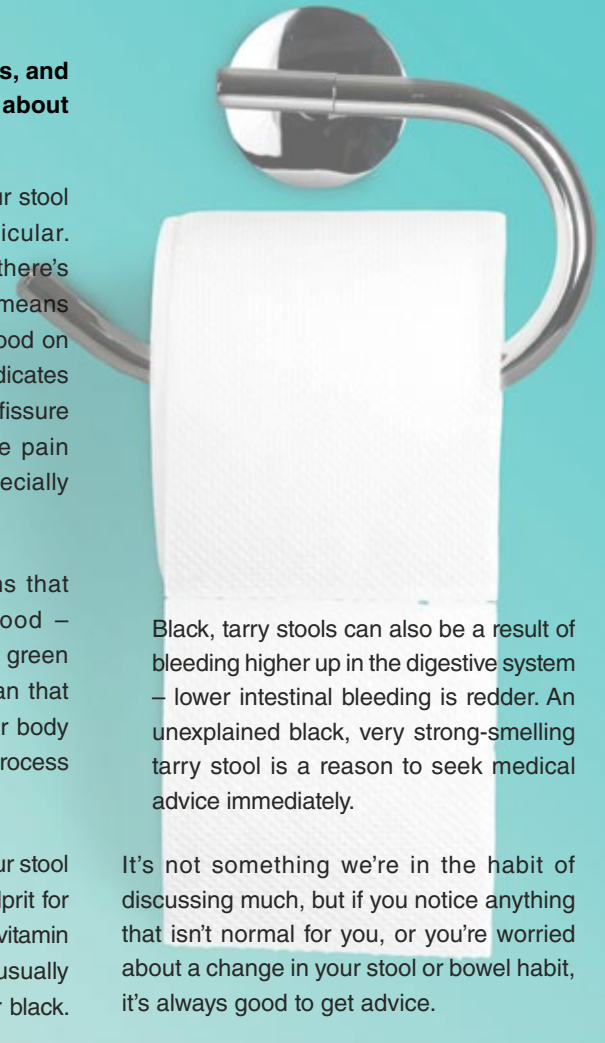 s, and
about
ur stool
icular.
there's
means
ood on
dicates
fissure
e pain
ecially
ns that
ood –
green
an that
r body
rocess
ur stool
lprit for
vitamin
usually
r black.
Black, tarry stools can also be a result of
bleeding higher up in the digestive system
– lower intestinal bleeding is redder. An
unexplained black, very strong-smelling
tarry stool is a reason to seek medical
advice immediately.
It's not something we're in the habit of
discussing much, but if you notice anything
that isn't normal for you, or you're worried
about a change in your stool or bowel habit,
it's always good to get advice.